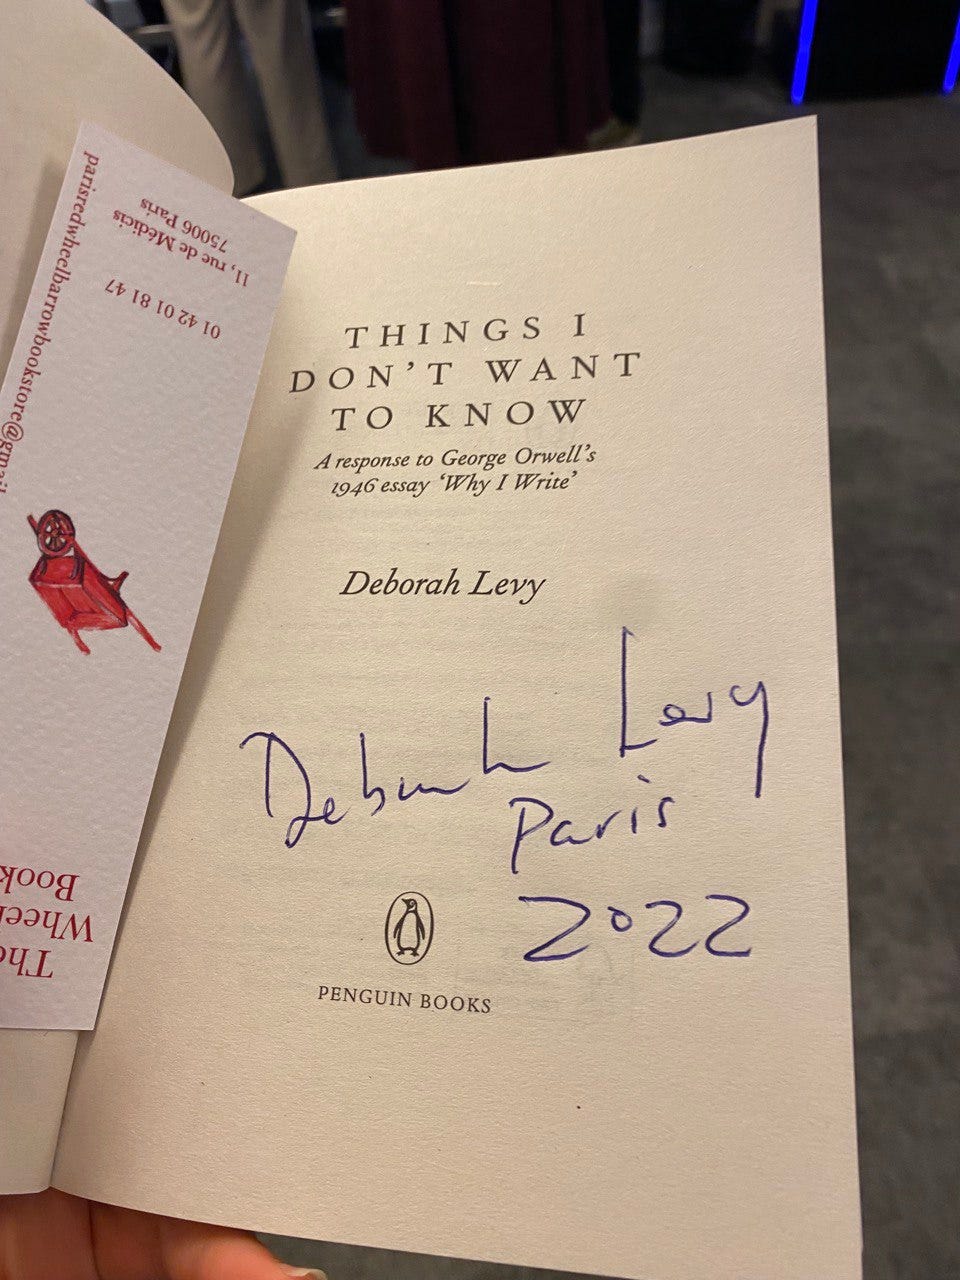 THINGS I
DON'T WANT
TO KNOW
A response to George Orwell's
1946 essay 'Why I Write'
Deborah Levy
Deborah Levy
Paris
2022
PENGUIN BOOKS
The
Wheel
Book
parisredwheelbarrowbookstore@gmail
01 42 01 81 47
11, rue de Médicis
75006 Paris